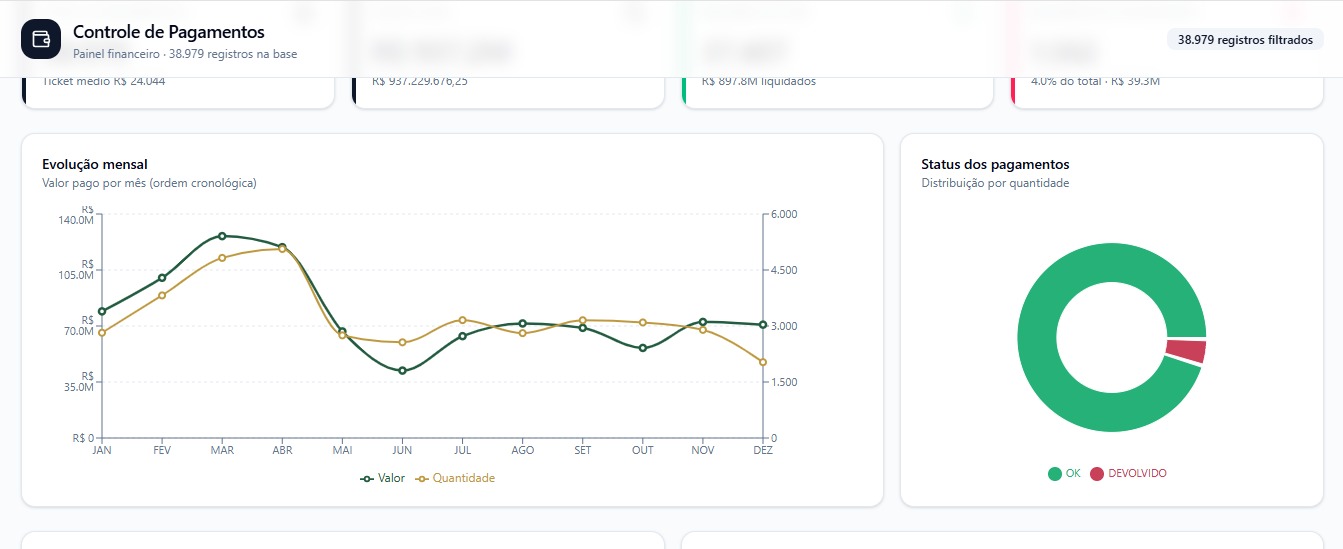 Controle de Pagamentos
Painel financeiro · 38.979 registros na base
38.979 registros filtrados
Ticket médio R$ 24.044
R$ 937.229.676,25
R$ 897.8M liquidados
4.0% do total · R$ 39.3M
Evolução mensal
Valor pago por mês (ordem cronológica)
R$
140.0M
R$
105.0M
R$
70.0M
R$
35.0M
R$ 0
6.000
4.500
3.000
1.500
0
JAN FEV MAR ABR MAI JUN JUL AGO SET OUT NOV DEZ
Valor Quantidade
Status dos pagamentos
Distribuição por quantidade
OK DEVOLVIDO